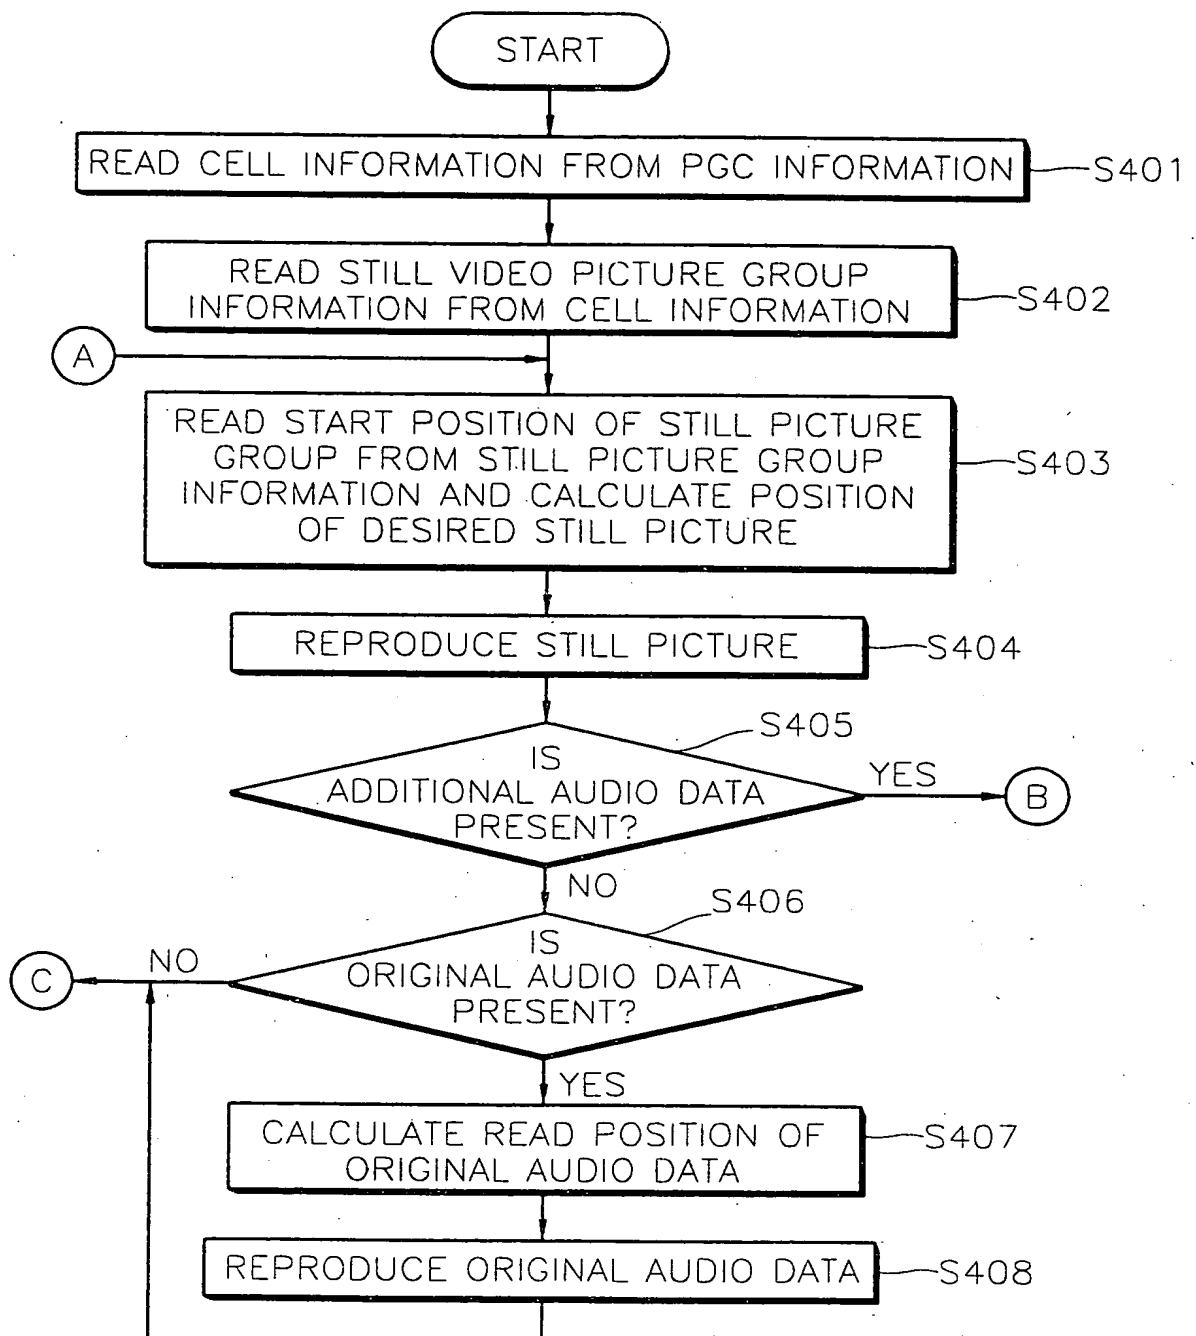 START
READ CELL INFORMATION FROM PGC INFORMATION
S401
READ STILL VIDEO PICTURE GROUP
INFORMATION FROM CELL INFORMATION
S402
A
READ START POSITION OF STILL PICTURE
GROUP FROM STILL PICTURE GROUP
INFORMATION AND CALCULATE POSITION
OF DESIRED STILL PICTURE
S403
REPRODUCE STILL PICTURE
S404
S405
IS
ADDITIONAL AUDIO DATA
PRESENT?
YES
B
NO
S406
IS
ORIGINAL AUDIO DATA
PRESENT?
NO
C
YES
CALCULATE READ POSITION OF
ORIGINAL AUDIO DATA
S407
REPRODUCE ORIGINAL AUDIO DATA
S408